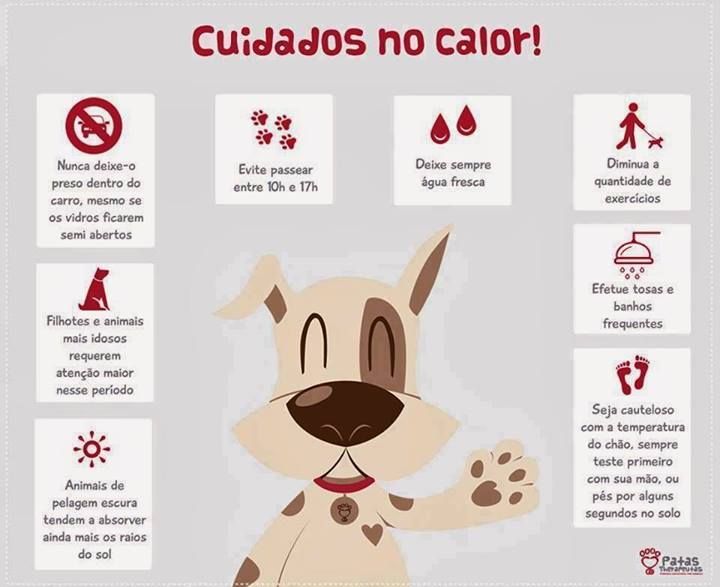 Cuidados no calor!
Nunca deixe-o
preso dentro do
carro, mesmo se
os vidros ficarem
semi abertos
Evite passear
entre 10h e 17h
Deixe sempre
água fresca
Diminua a
quantidade de
exercícios
Filhotes e animais
mais idosos
requerem
atenção maior
nesse período
Efetue tosas e
banhos
frequentes
Animais de
pelagem escura
tendem a absorver
ainda mais os raios
do sol
Seja cauteloso
com a temperatura
do chão, sempre
teste primeiro
com sua mão, ou
pés por alguns
segundos no solo
Patas
Therapeutas